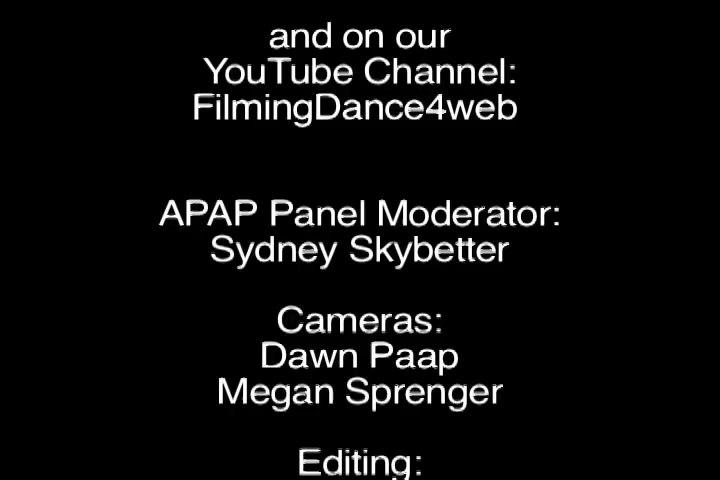 and on our
YouTube Channel:
FilmingDance4web
APAP Panel Moderator:
Sydney Skybetter
Cameras:
Dawn Paap
Megan Sprenger
Editing: